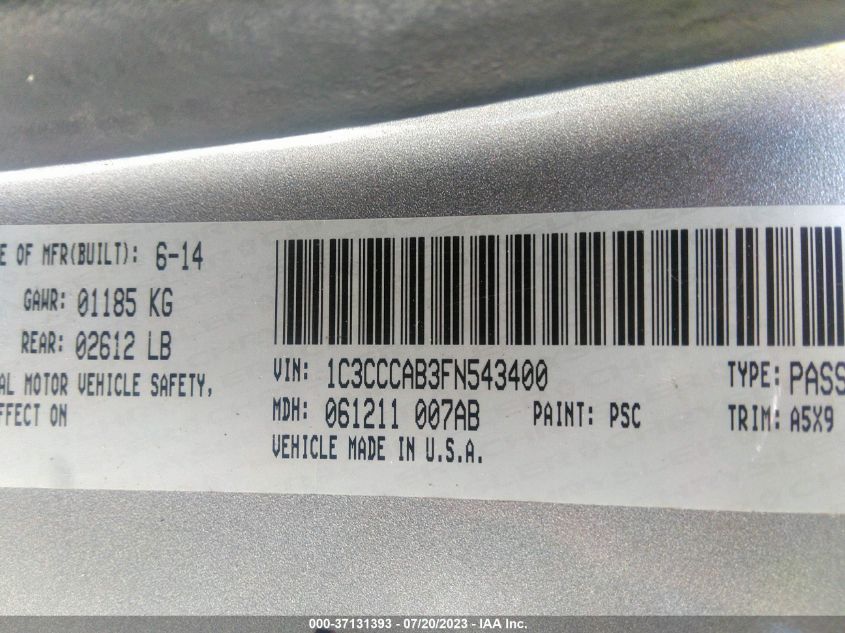 E OF MFR(BUILT): 6-14
GAWR: 01185 KG
REAR: 02612 LB
AL MOTOR VEHICLE SAFETY,
EFFECT ON
VIN: 1C3CCCAB3FN543400 TYPE: PASS
MDH: 061211 007AB PAINT: PSC TRIM: A5X9
VEHICLE MADE IN U.S.A.
000-37131393 - 07/20/2023 - IAA Inc.